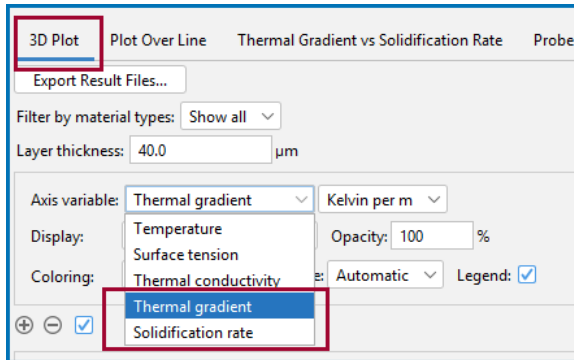 3D Plot Plot Over Line Thermal Gradient vs Solidification Rate Probe
Export Result Files...
Filter by material types: Show all
Layer thickness: 40.0 µm
Axis variable: Thermal gradient Kelvin per m
Temperature
Display: Opacity: 100 %
Surface tension
Coloring: Thermal conductivity e: Automatic Legend:
Thermal gradient
Solidification rate